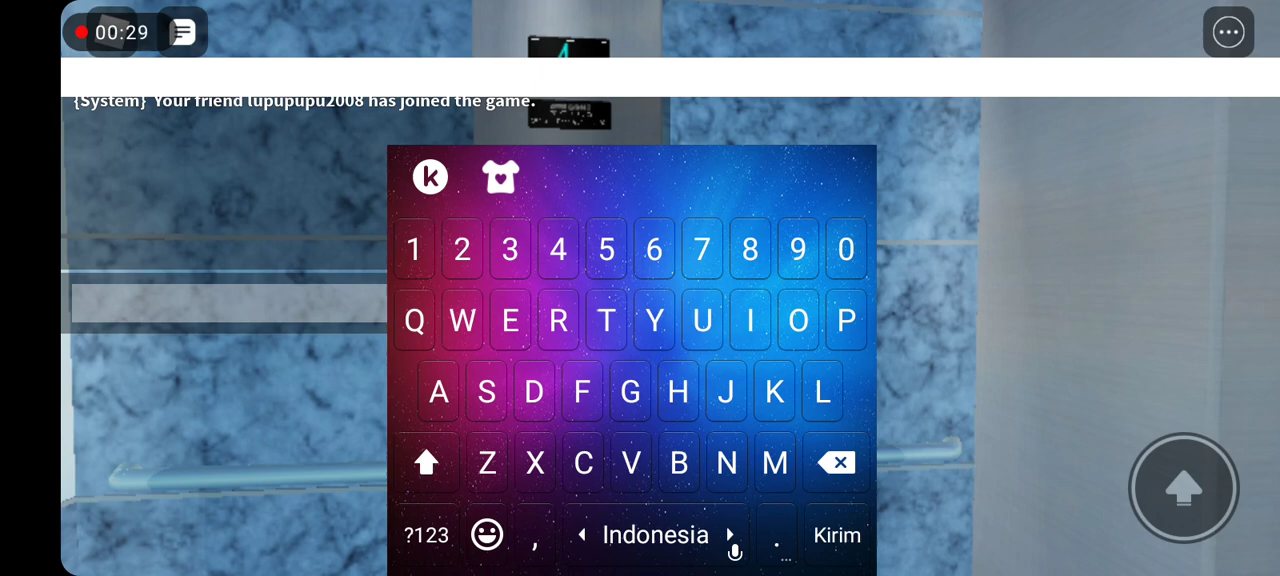 00:29
{System} Your friend lupupupu2008 has joined the game.
1 2 3 4 5 6 7 8 9 0
Q W E R T Y U I O P
A S D F G H J K L
Z X C V B N M
?123 , Indonesia . Kirim